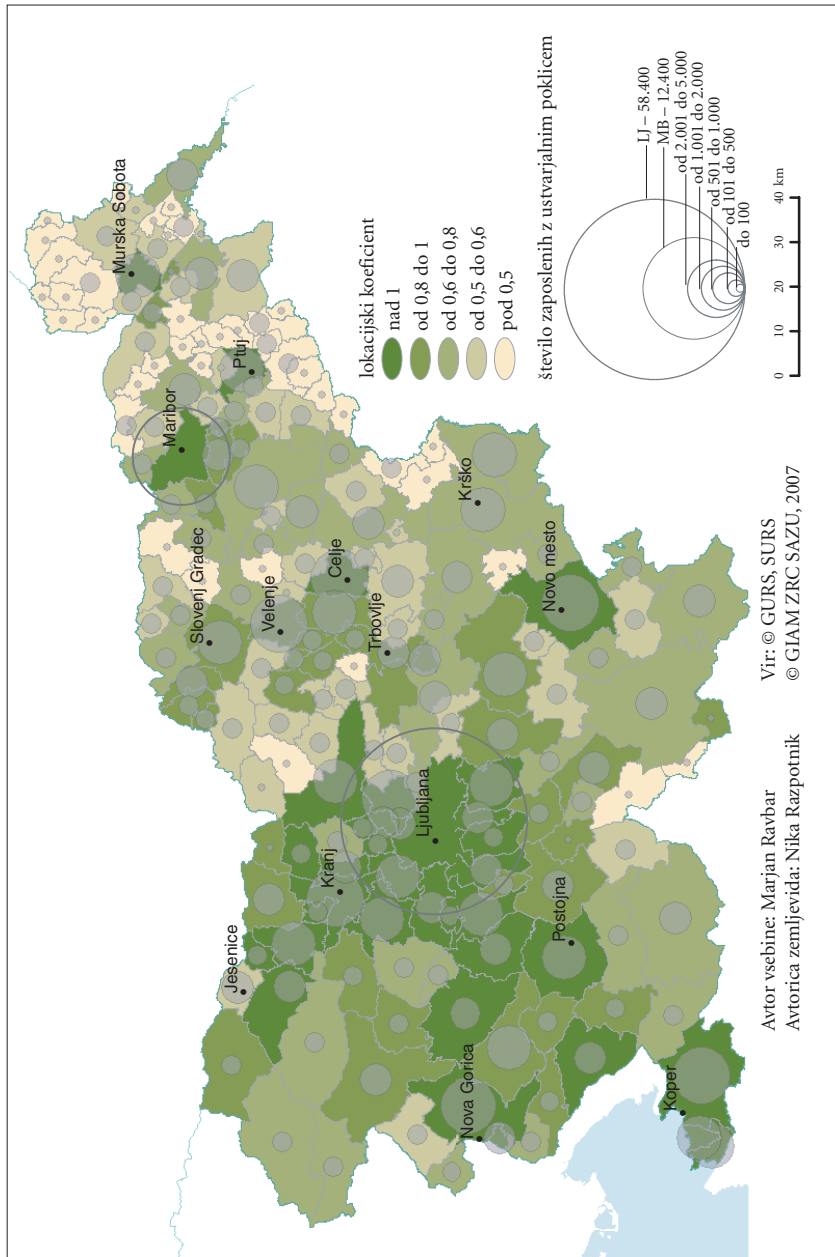 Jesenice
Kranj
Ljubljana
Nova Gorica
Postojna
Koper
Slovenj Gradec
Velenje
Celje
Trbovlje
Novo mesto
Krško
Maribor
Ptuj
Murska Sobota
lokacijski koeficient
nad 1
od 0,8 do 1
od 0,6 do 0,8
od 0,5 do 0,6
pod 0,5
število zaposlenih z ustvarjalnim poklicem
LJ – 58.400
MB – 12.400
od 2.001 do 5.000
od 1.001 do 2.000
od 501 do 1.000
od 101 do 500
do 100
0 10 20 30 40 km
Avtor vsebine: Marjan Ravbar
Avtorica zemljevida: Nika Razpotnik
Vir: © GURS, SURS
© GIAM ZRC SAZU, 2007